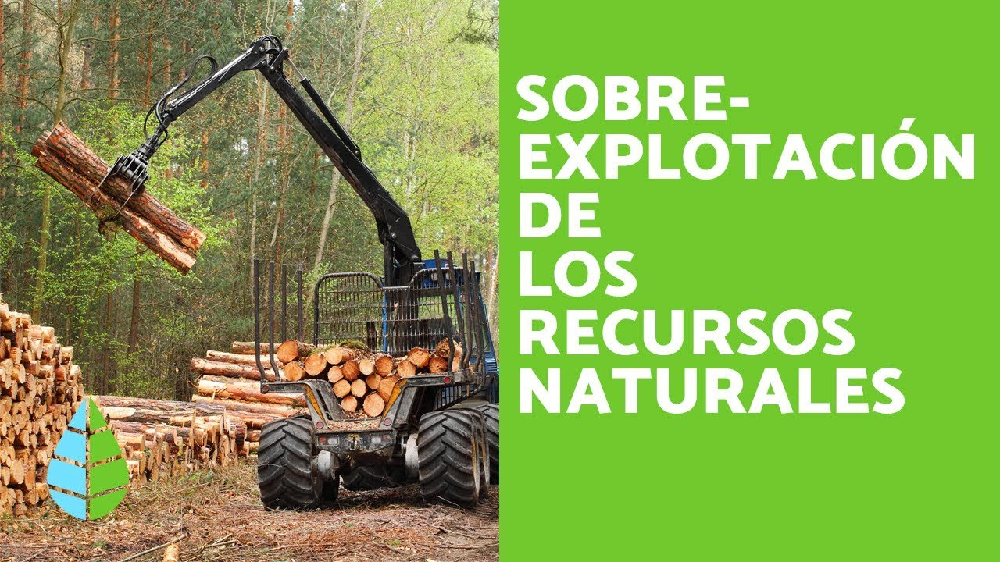 SOBRE-
EXPLOTACIÓN
DE
LOS
RECURSOS
NATURALES